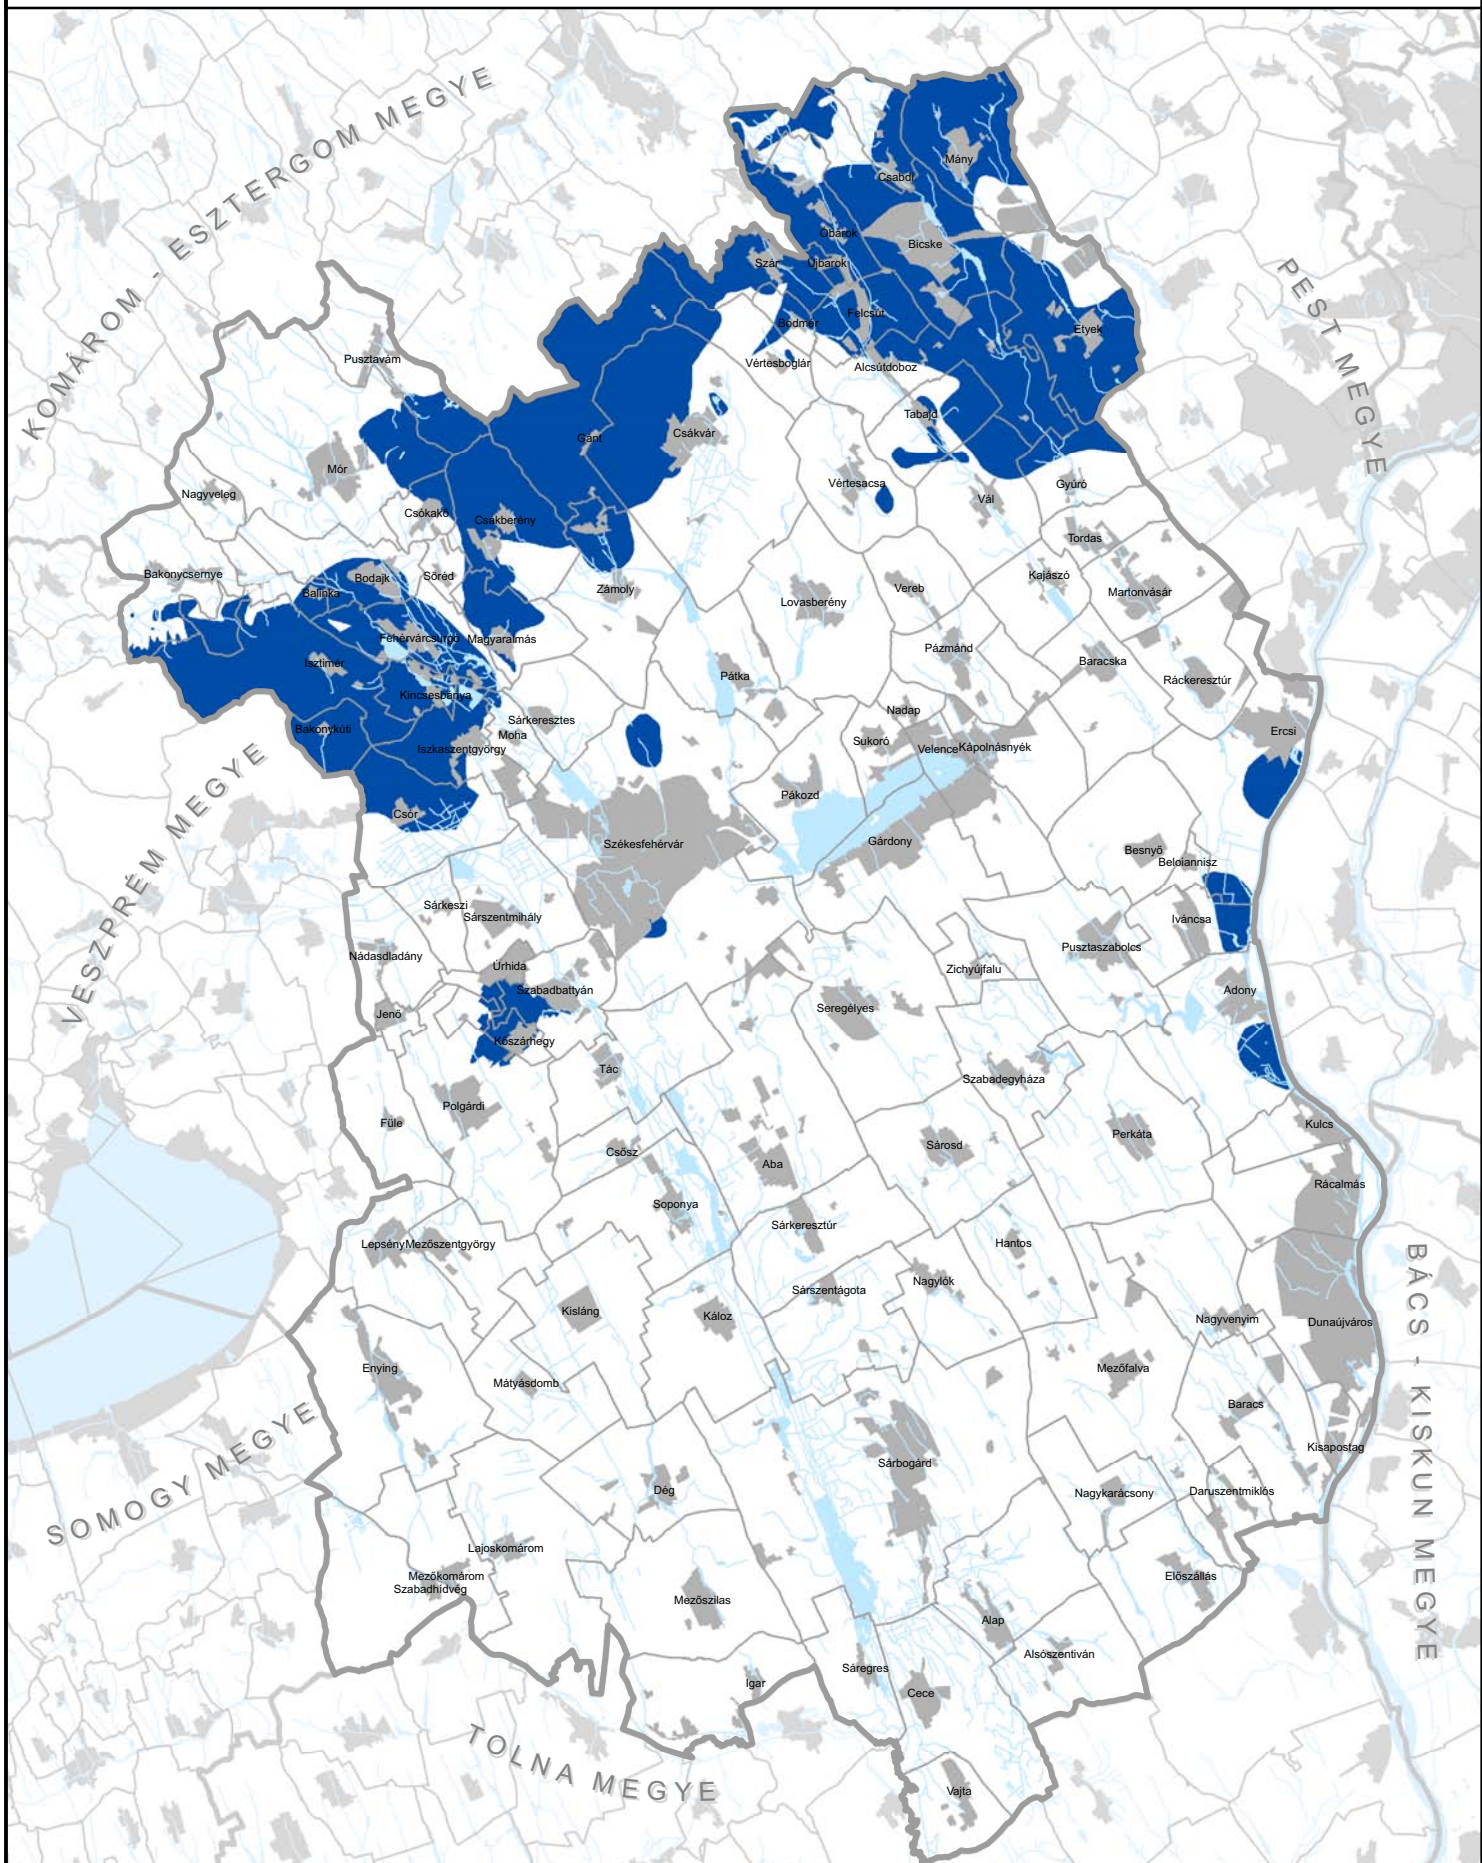 KOMÁROM - ESZTERGOM MEGYE
Mány
Csabdi
Óbarok
Bicske
PEST MEGYE
Szár
Újbarok
Felcsút
Bodmér
Etyek
Pusztavám
Vértesboglár
Alcsútdoboz
Tabajd
Gánt
Csákvár
Mór
Vértesacsa
Gyúró
Nagyveleg
Vál
Csókakő
Csákberény
Tordas
Bakonycsernye
Bodajk
Söréd
Kajászó
Balinka
Zámoly
Vereb
Martonvásár
Lovasberény
Fehérvárcsurgó
Magyaralmás
Pázmánd
Isztimér
Baracska
Pátka
Ráckeresztúr
Kincsesbánya
Nadap
Sárkeresztes
Bakonykúti
Moha
Ercsi
Iszkaszentgyörgy
Sukoró
Velence
Kápolnásnyék
VESZPRÉM MEGYE
Pákozd
Csór
Székesfehérvár
Gárdony
Besnyő
Beloiannisz
Sárkeszi
Sárszentmihály
Iváncsa
Pusztaszabolcs
Nádasdladány
Úrhida
Zichyújfalu
Szabadbattyán
Adony
Jenő
Seregélyes
Kőszárhegy
Tác
Szabadegyháza
Polgárdi
Füle
Kulcs
Perkáta
Csősz
Sárosd
Aba
Rácalmás
Soponya
Sárkeresztúr
Lepsény
Mezőszentgyörgy
Hantos
BÁCS - KISKUN MEGYE
Nagylók
Sárszentágota
Kisláng
Káloz
Nagyvenyim
Dunaújváros
Enying
Mezőfalva
Mátyásdomb
Baracs
SOMOGY MEGYE
Kisapostag
Sárbogárd
Dég
Nagykarácsony
Daruszentmiklós
Lajoskomárom
Mezőkomárom
Szabadhídvég
Előszállás
Mezőszilas
Alap
Alsószentiván
Sáregres
Igar
Cece
TOLNA MEGYE
Vajta